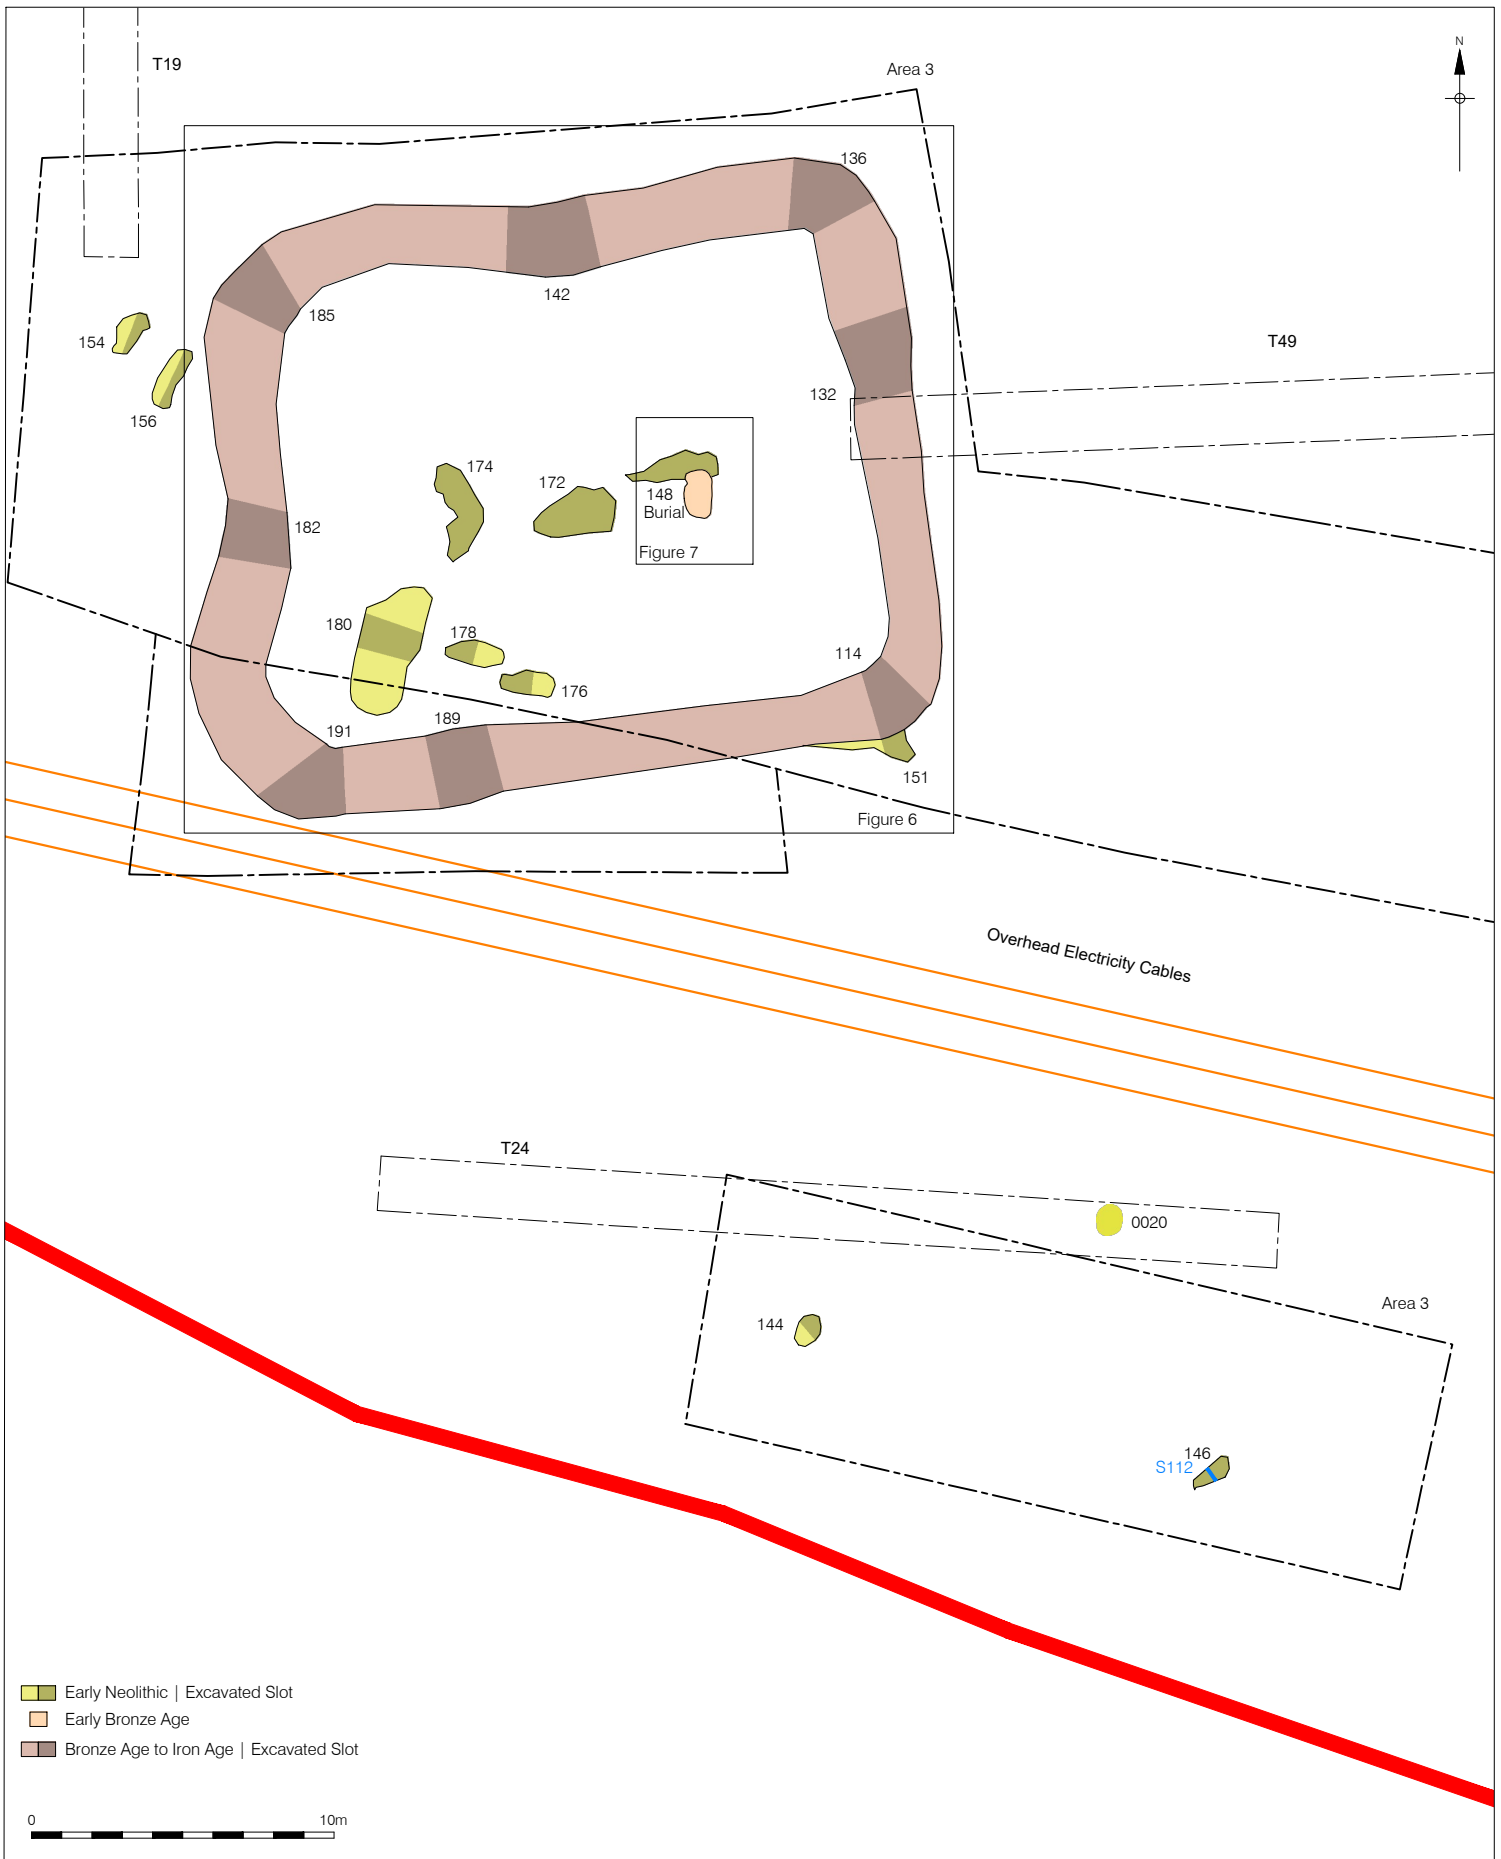 N
T19
Area 3
136
142
185
154
T49
132
156
174
172
148
Burial
182
Figure 7
180
178
114
176
191
189
151
Figure 6
Overhead Electricity Cables
T24
0020
Area 3
144
146
S112
Early Neolithic | Excavated Slot
Early Bronze Age
Bronze Age to Iron Age | Excavated Slot
0 10m